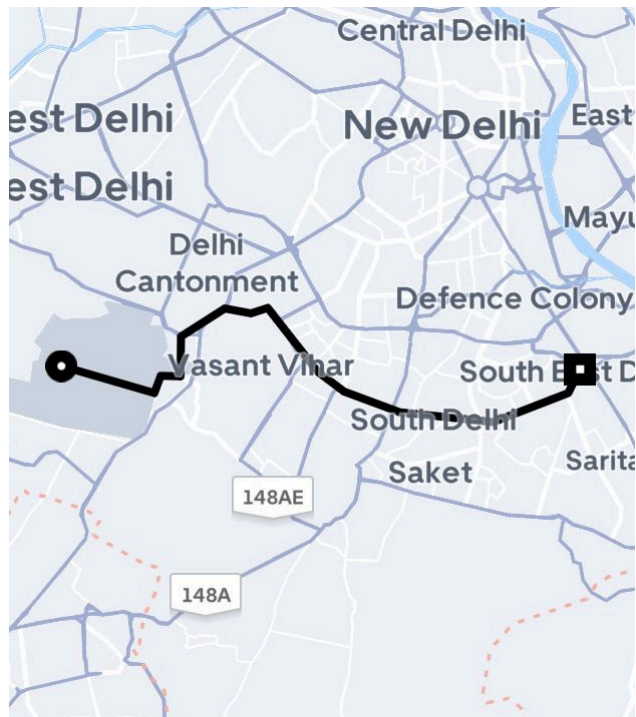 Central Delhi
est Delhi
New Delhi
East
est Delhi
Mayu
Delhi
Cantonment
Defence Colony
Vasant Vihar
South East D
South Delhi
Sarita
Saket
148AE
148A